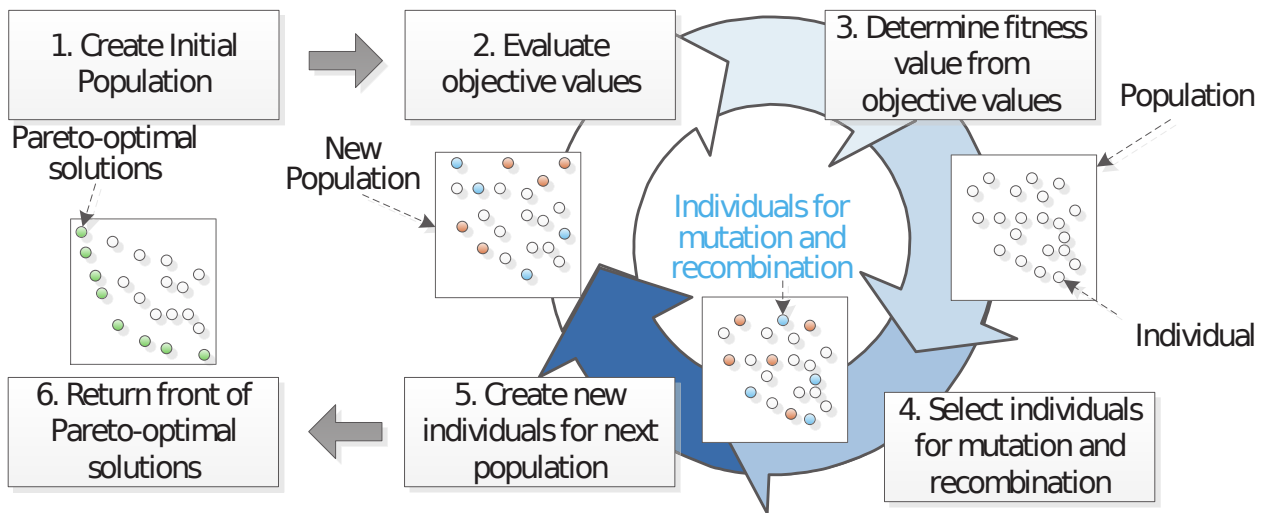 1. Create Initial
Population
2. Evaluate
objective values
3. Determine fitness
value from
objective values
Population
Pareto-optimal
solutions
New
Population
Individuals for
mutation and
recombination
Individual
6. Return front of
Pareto-optimal
solutions
5. Create new
individuals for next
population
4. Select individuals
for mutation and
recombination